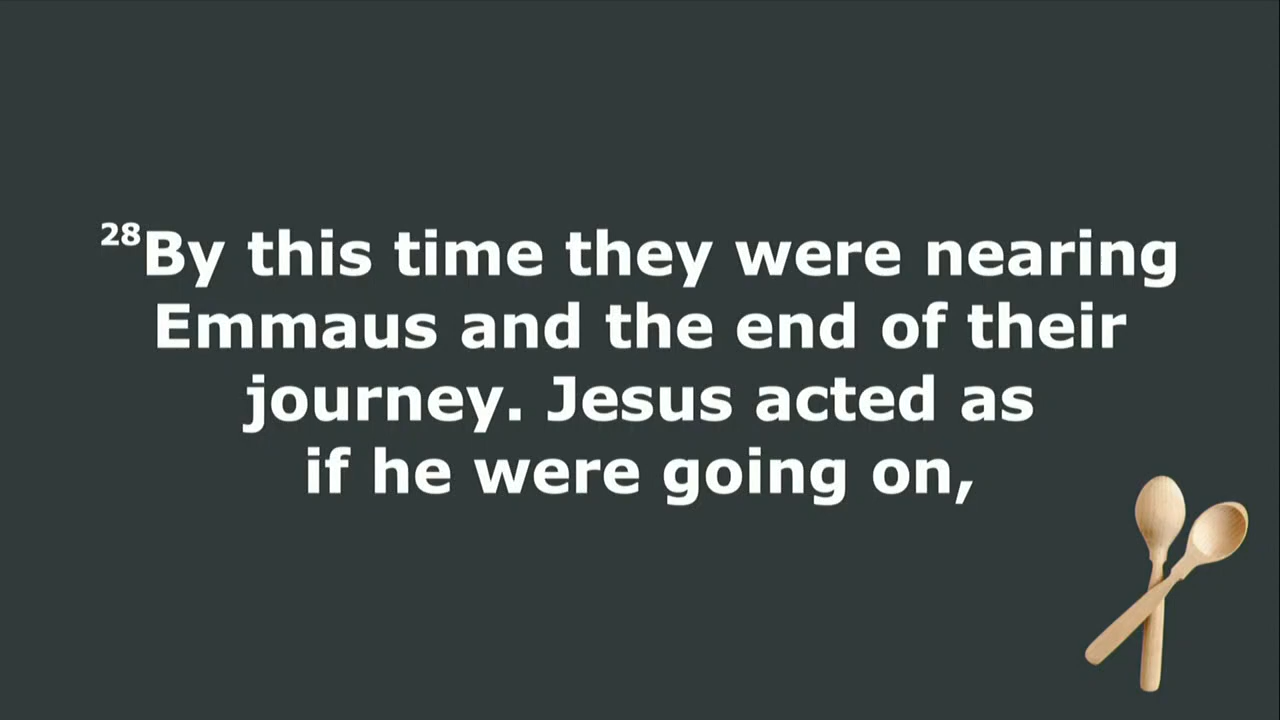 28By this time they were nearing
Emmaus and the end of their
journey. Jesus acted as
if he were going on,